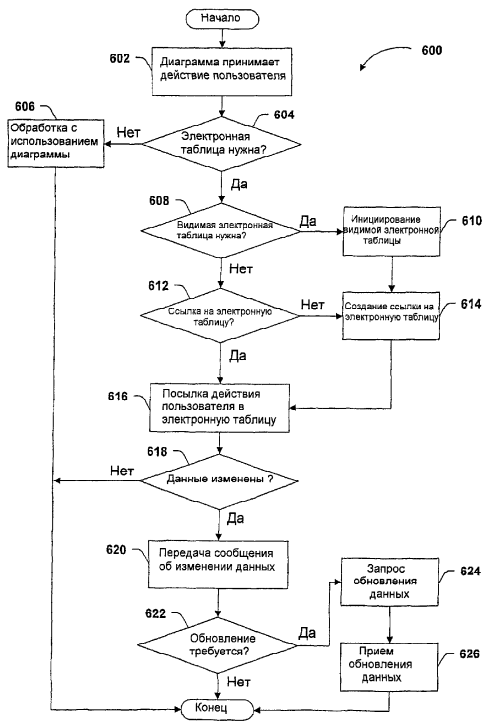 Начало
602
Диаграмма принимает
действие пользователя
600
604
Электронная
таблица нужна?
Нет
606
Обработка с
использованием
диаграммы
Да
608
Видимая электронная
таблица нужна?
Да
Инициирование
видимой электронной
таблицы
610
Нет
612
Ссылка на электронную
таблицу?
Нет
Создание ссылки на
электронную таблицу
614
Да
616
Посылка действия
пользователя в
электронную таблицу
618
Данные изменены ?
Нет
Да
620
Передача сообщения
об изменении данных
622
Обновление
требуется?
Да
Запрос
обновления
данных
624
Прием
обновления
данных
626
Нет
Конец